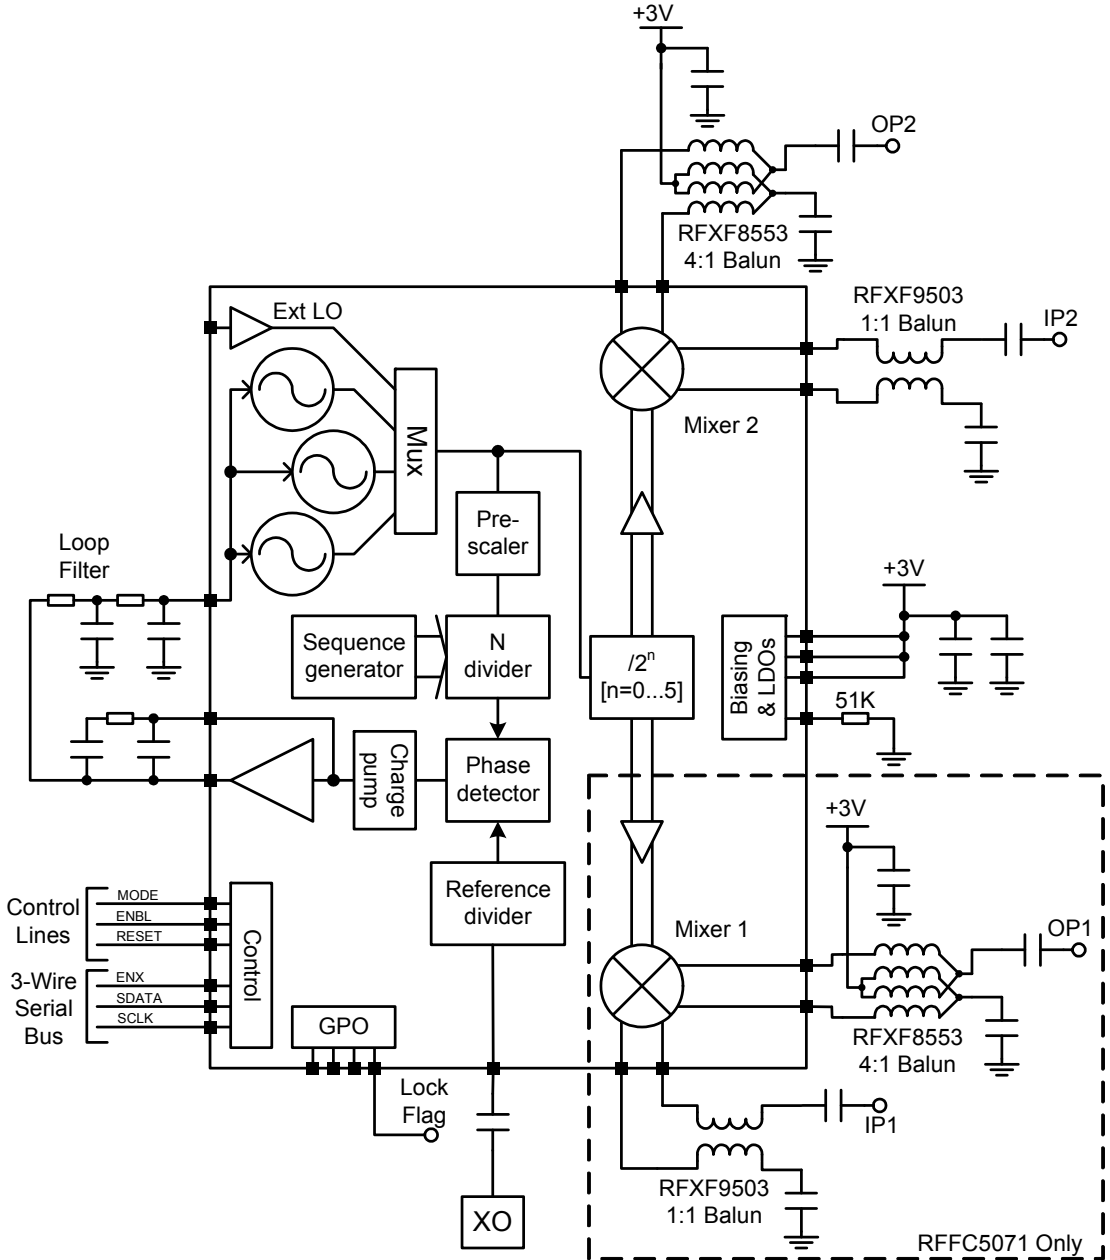 +3V
OP2
RFXF8553
4:1 Balun
Ext LO
RFXF9503
1:1 Balun
IP2
Mux
Mixer 2
Pre-
scaler
Loop
Filter
+3V
Sequence
generator
N
divider
/2ⁿ
[n=0...5]
Biasing
& LDOs
51K
Charge
pump
Phase
detector
+3V
Reference
divider
Mixer 1
OP1
Control
Lines
MODE
ENBL
RESET
3-Wire
Serial
Bus
ENX
SDATA
SCLK
Control
GPO
RFXF8553
4:1 Balun
Lock
Flag
IP1
RFXF9503
1:1 Balun
XO
RFFC5071 Only